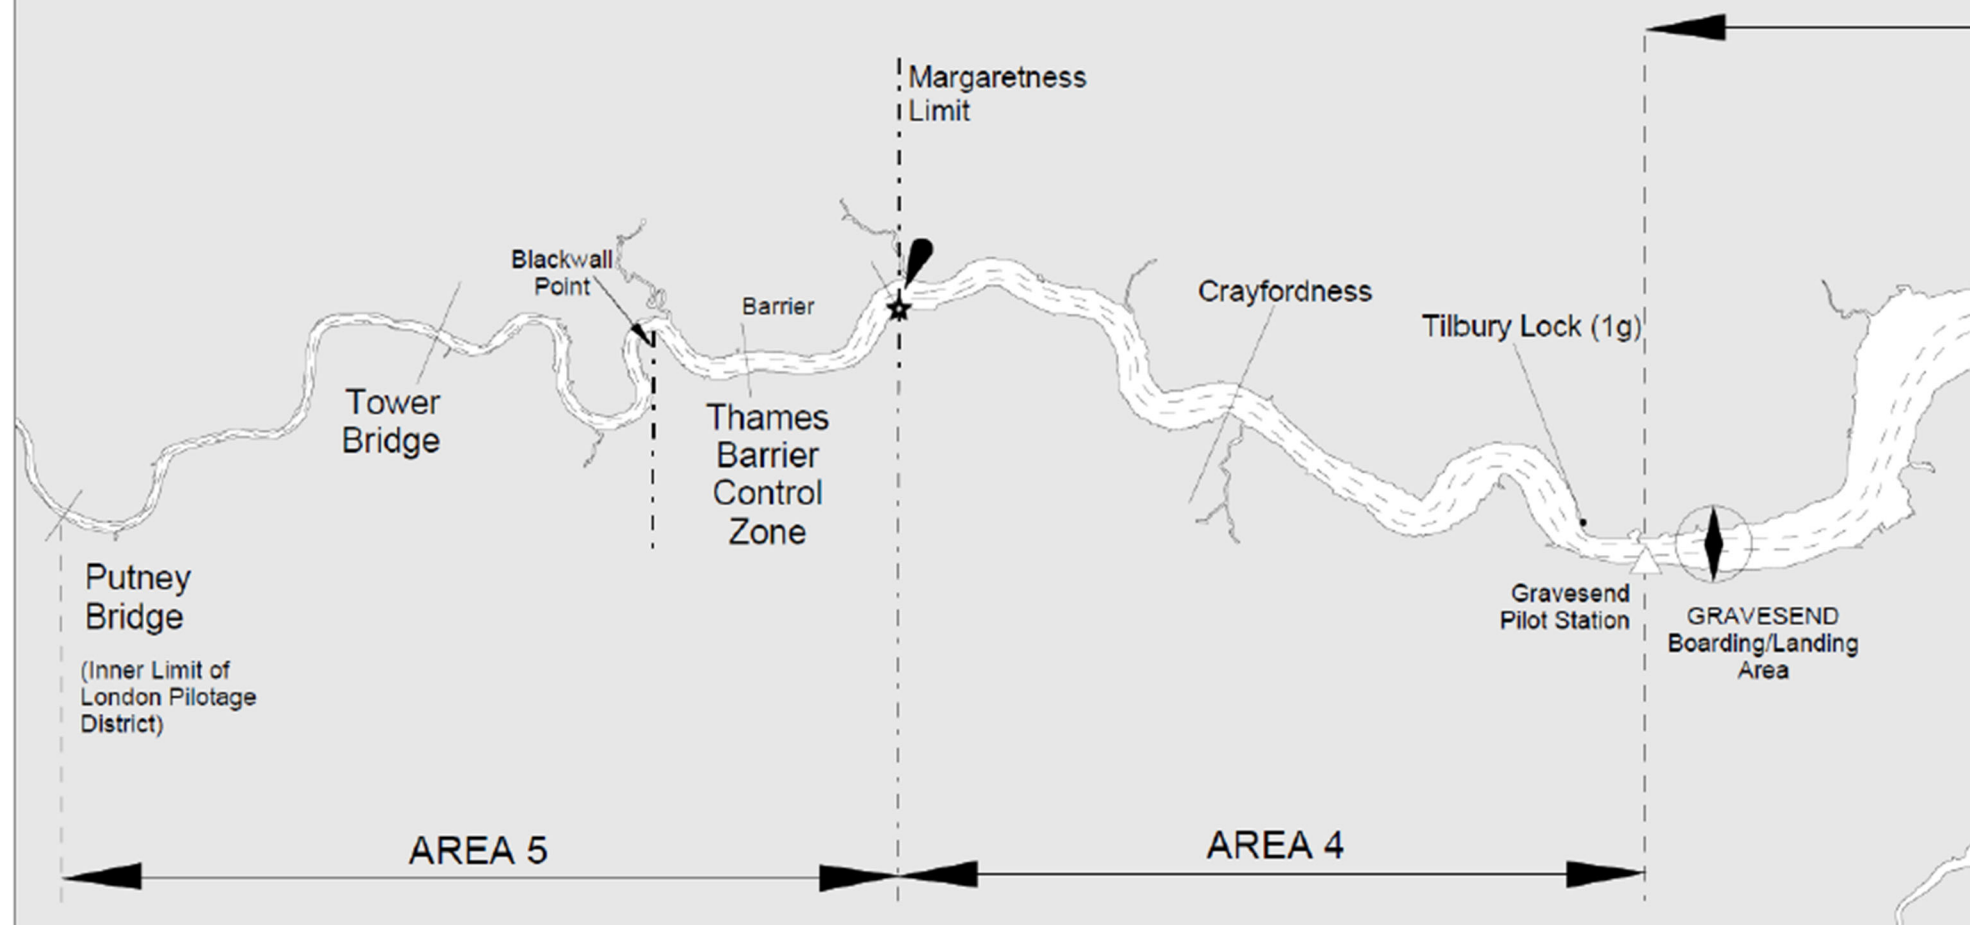 Margaretness
Limit
Blackwall
Point
Barrier
Crayfordness
Tilbury Lock (1g)
Tower
Bridge
Thames
Barrier
Control
Zone
Putney
Bridge
(Inner Limit of
London Pilotage
District)
Gravesend
Pilot Station
GRAVESEND
Boarding/Landing
Area
AREA 5
AREA 4